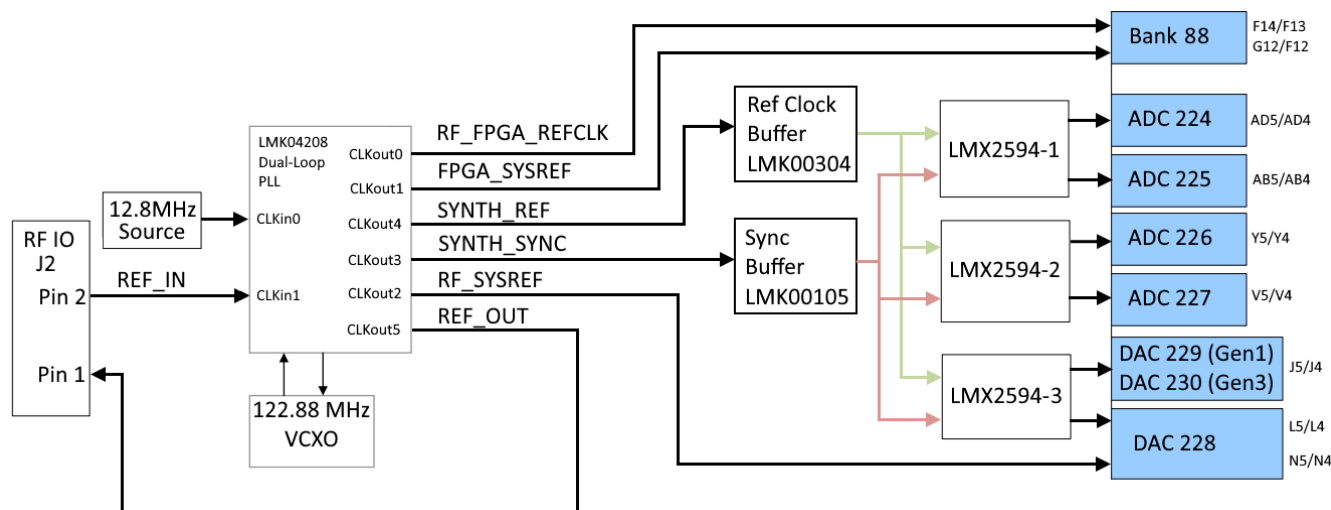 RF IO
J2
Pin 2
Pin 1
12.8MHz
Source
REF_IN
LMK04208
Dual-Loop
PLL
CLKin0
CLKin1
CLKout0
CLKout1
CLKout4
CLKout3
CLKout2
CLKout5
122.88 MHz
VCXO
RF_FPGA_REFCLK
FPGA_SYSREF
SYNTH_REF
SYNTH_SYNC
RF_SYSREF
REF_OUT
Ref Clock
Buffer
LMK00304
Sync
Buffer
LMK00105
LMX2594-1
LMX2594-2
LMX2594-3
Bank 88
F14/F13
G12/F12
ADC 224
AD5/AD4
ADC 225
AB5/AB4
ADC 226
Y5/Y4
ADC 227
V5/V4
DAC 229 (Gen1)
DAC 230 (Gen3)
J5/J4
DAC 228
L5/L4
N5/N4